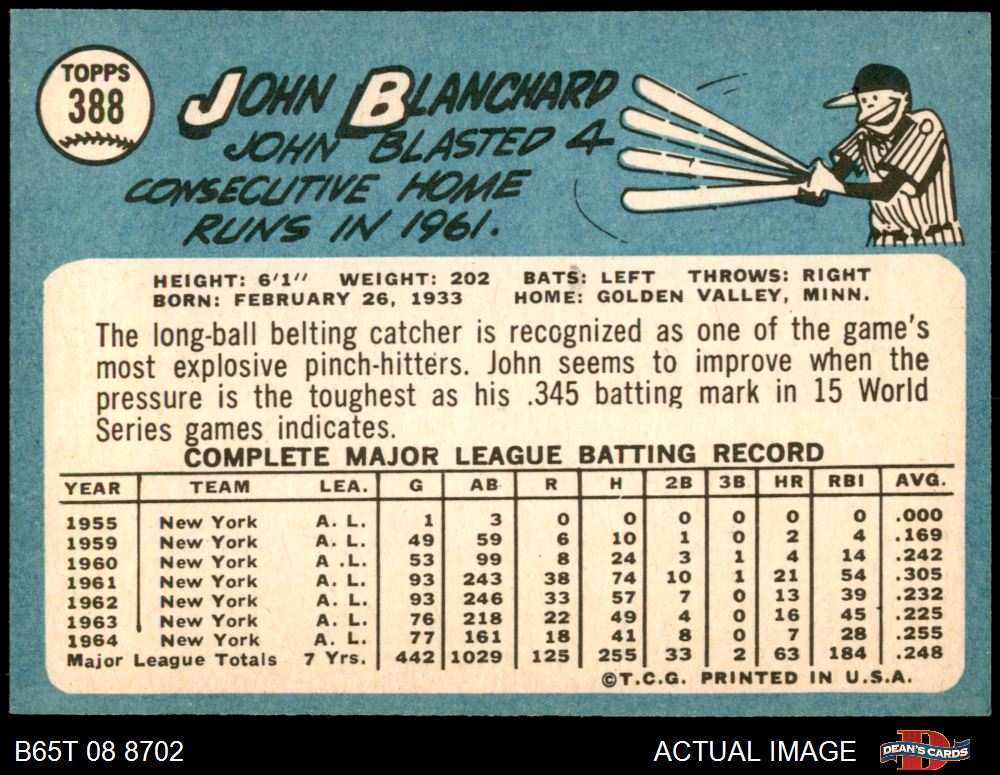 TOPPS
388
JOHN BLANCHARD
JOHN BLASTED 4
CONSECUTIVE HOME
RUNS IN 1961.
HEIGHT: 6'1" WEIGHT: 202 BATS: LEFT THROWS: RIGHT
BORN: FEBRUARY 26, 1933 HOME: GOLDEN VALLEY, MINN.
The long-ball belting catcher is recognized as one of the game's
most explosive pinch-hitters. John seems to improve when the
pressure is the toughest as his .345 batting mark in 15 World
Series games indicates.
COMPLETE MAJOR LEAGUE BATTING RECORD
YEAR TEAM LEA. G AB R H 2B 3B HR RBI AVG.
1955 New York A. L. 1 3 0 0 0 0 0 0 .000
1959 New York A. L. 49 59 6 10 1 0 2 4 .169
1960 New York A .L. 53 99 8 24 3 1 4 14 .242
1961 New York A. L. 93 243 38 74 10 1 21 54 .305
1962 New York A. L. 93 246 33 57 7 0 13 39 .232
1963 New York A. L. 76 218 22 49 4 0 16 45 .225
1964 New York A. L. 77 161 18 41 8 0 7 28 .255
Major League Totals 7 Yrs. 442 1029 125 255 33 2 63 184 .248
©T.C.G. PRINTED IN U.S.A.
B65T 08 8702 ACTUAL IMAGE D DEAN'S CARDS